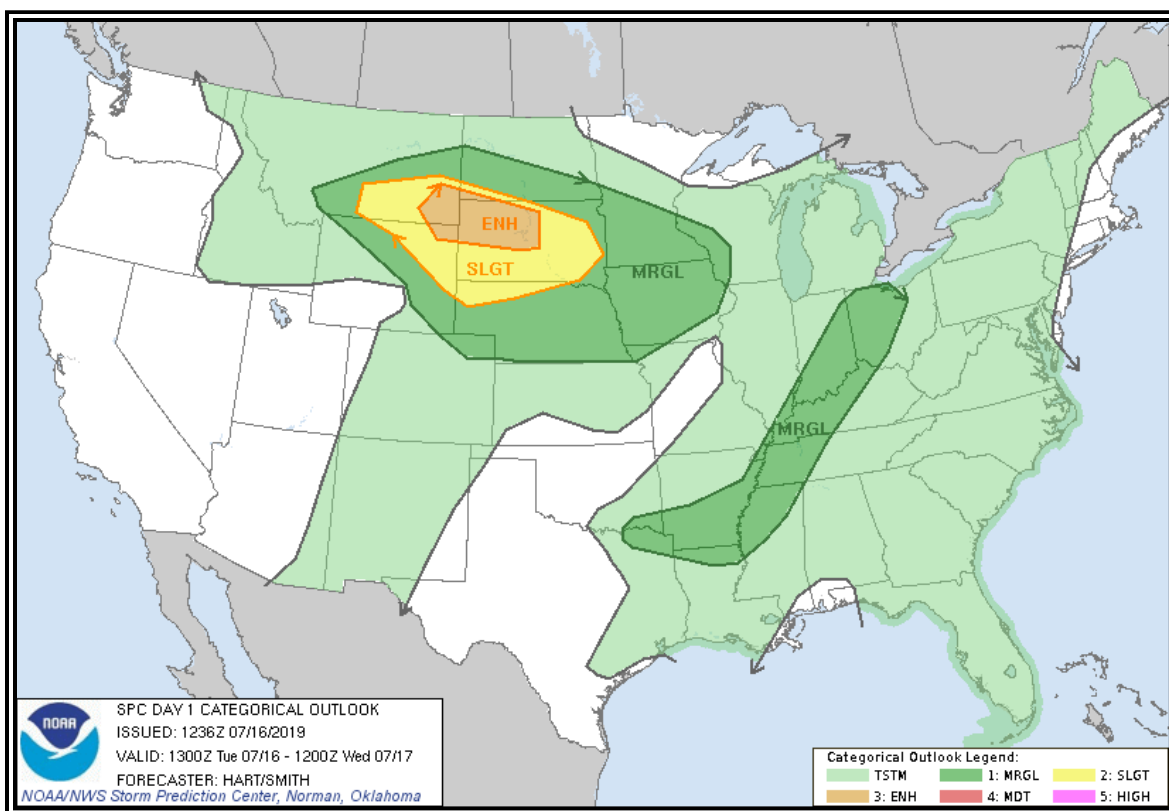 ENH
SLGT
MRGL
MRGL
NOAA
SPC DAY 1 CATEGORICAL OUTLOOK
ISSUED: 1236Z 07/16/2019
VALID: 1300Z Tue 07/16 - 1200Z Wed 07/17
FORECASTER: HART/SMITH
NOAA/NWS Storm Prediction Center, Norman, Oklahoma
Categorical Outlook Legend:
TSTM 1: MRGL 2: SLGT
3: ENH 4: MDT 5: HIGH